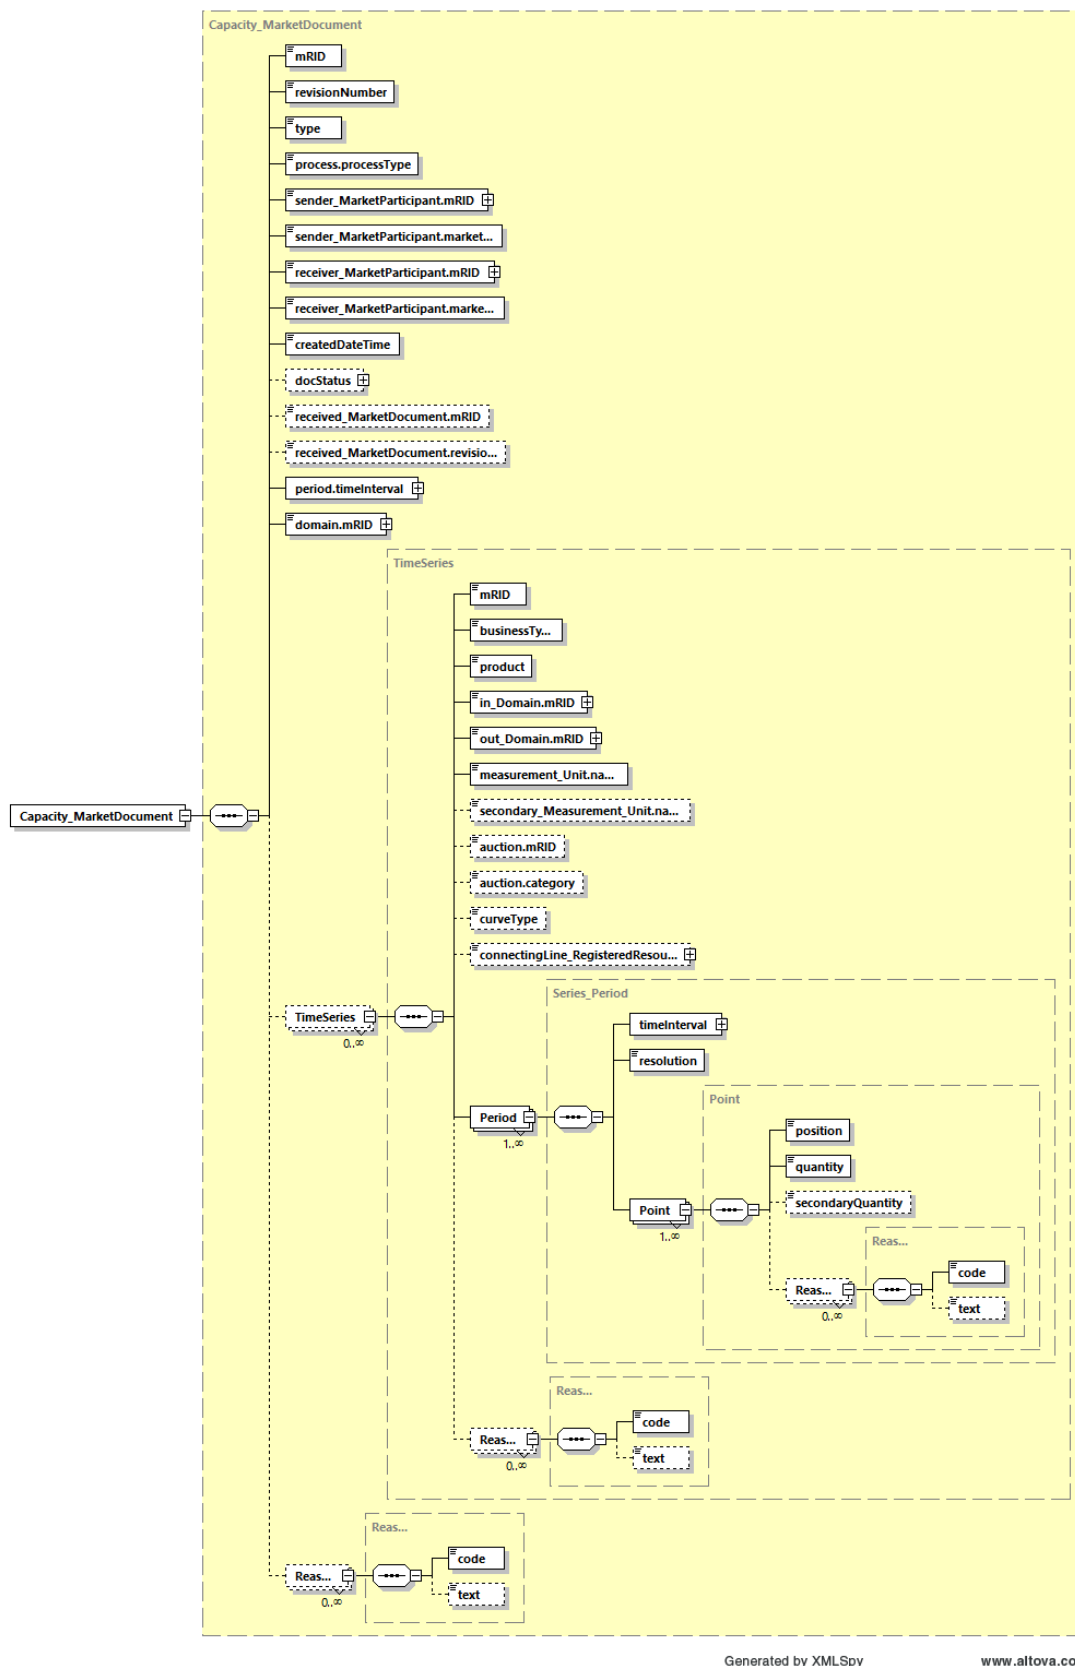 Capacity_MarketDocument
mRID
revisionNumber
type
process.processType
sender_MarketParticipant.mRID
sender_MarketParticipant.market...
receiver_MarketParticipant.mRID
receiver_MarketParticipant.marke...
createdDateTime
docStatus
received_MarketDocument.mRID
received_MarketDocument.revisio...
period.timeInterval
domain.mRID
TimeSeries
mRID
businessTy...
product
in_Domain.mRID
out_Domain.mRID
measurement_Unit.na...
Capacity_MarketDocument
secondary_Measurement_Unit.na...
auction.mRID
auction.category
curveType
connectingLine_RegisteredResou...
Series_Period
TimeSeries
0..∞
timeInterval
resolution
Point
Period
1..∞
position
quantity
secondaryQuantity
Point
1..∞
Reas...
code
Reas...
0..∞
text
Reas...
code
Reas...
0..∞
text
Reas...
code
Reas...
0..∞
text
Generated by XMLSpy
www.altova.co